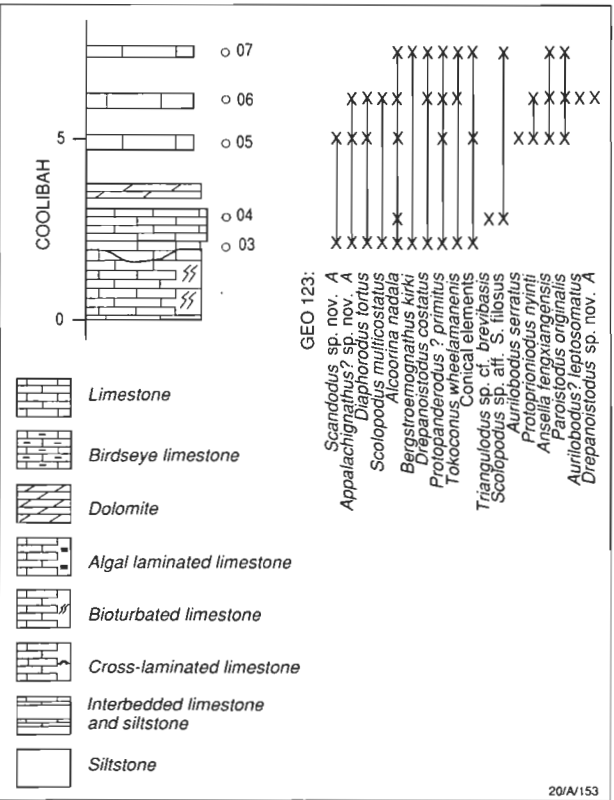 07
06
5
05
COOLIBAH
04
03
0
GEO 123:
Scandodus sp. nov. A
Appalachignathus? sp. nov. A
Diaphorodus tortus
Scolopodus multicostatus
Alcoorina nadala
Bergstroemognathus kirki
Drepanoistodus costatus
Protopanderodus ? primitus
Tokoconus wheelamanenis
Conical elements
Triangulodus sp. cf. brevibasis
Scolopodus sp. aff. S. filosus
Aurilobodus serratus
Protoprioniodus nyinti
Ansella fengxiangensis
Paroistodus originalis
Aurilobodus? leptosomatus
Drepanoistodus sp. nov. A
Limestone
Birdseye limestone
Dolomite
Algal laminated limestone
Bioturbated limestone
Cross-laminated limestone
Interbedded limestone
and siltstone
Siltstone
20/A/153